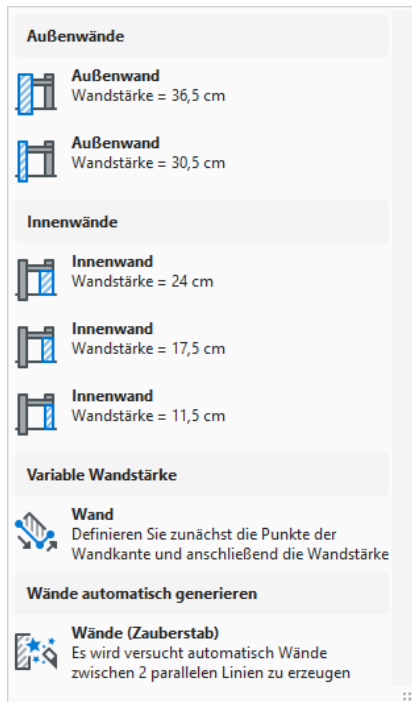 Außenwände
Außenwand
Wandstärke = 36,5 cm
Außenwand
Wandstärke = 30,5 cm
Innenwände
Innenwand
Wandstärke = 24 cm
Innenwand
Wandstärke = 17,5 cm
Innenwand
Wandstärke = 11,5 cm
Variable Wandstärke
Wand
Definieren Sie zunächst die Punkte der
Wandkante und anschließend die Wandstärke
Wände automatisch generieren
Wände (Zauberstab)
Es wird versucht automatisch Wände
zwischen 2 parallelen Linien zu erzeugen